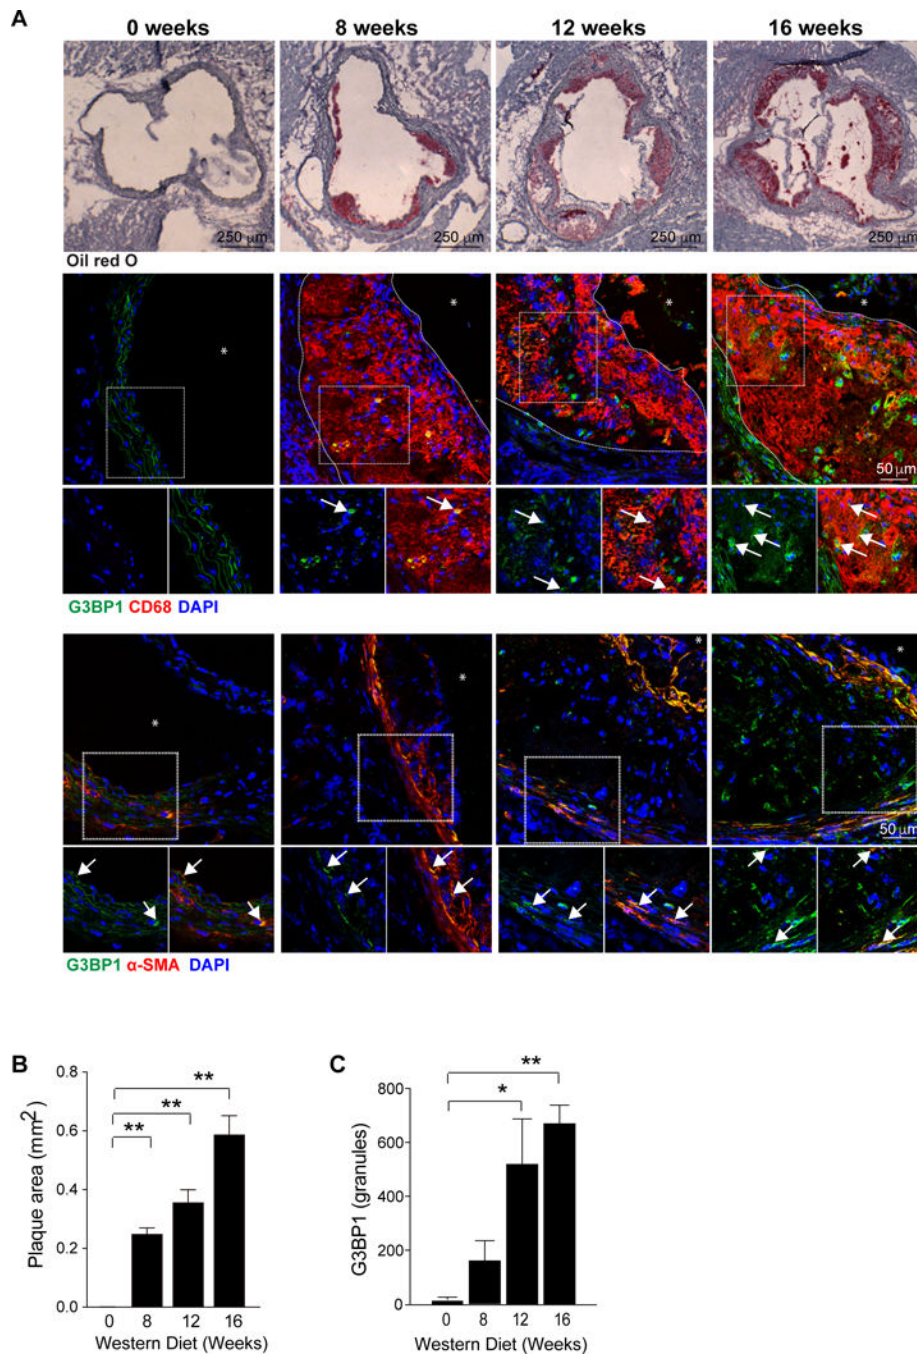 A
0 weeks 8 weeks 12 weeks 16 weeks
250 μm 250 μm 250 μm 250 μm
Oil red O
* * * *
50 μm
G3BP1 CD68 DAPI
* * * *
50 μm
G3BP1 α-SMA DAPI
B
Plaque area (mm²)
0.8
0.6
0.4
0.2
0.0
**
**
**
0 8 12 16
Western Diet (Weeks)
C
G3BP1 (granules)
800
600
400
200
0
**
*
0 8 12 16
Western Diet (Weeks)